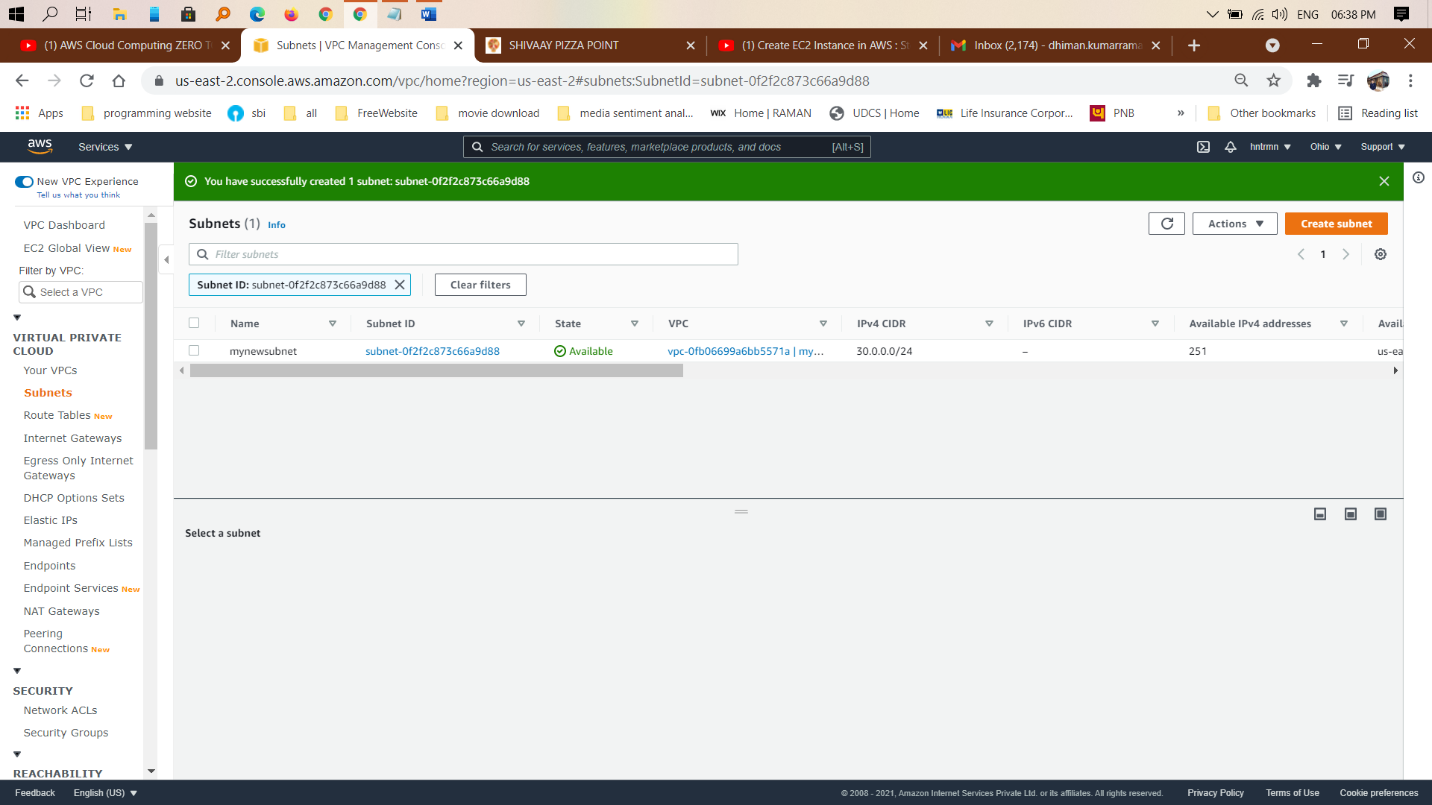 ENG 06:38 PM
(1) AWS Cloud Computing ZERO T
Subnets | VPC Management Conso
SHIVAAY PIZZA POINT
(1) Create EC2 Instance in AWS : St
Inbox (2,174) - dhiman.kumarrama
us-east-2.console.aws.amazon.com/vpc/home?region=us-east-2#subnets:SubnetId=subnet-0f2f2c873c66a9d88
Apps programming website sbi all FreeWebsite movie download media sentiment anal... WIX Home | RAMAN UDCS | Home LIC Life Insurance Corpor... PNB » Other bookmarks Reading list
aws Services Search for services, features, marketplace products, and docs [Alt+S] hntrmn Ohio Support
New VPC Experience
Tell us what you think
You have successfully created 1 subnet: subnet-0f2f2c873c66a9d88
VPC Dashboard
EC2 Global View New
Filter by VPC:
Select a VPC
VIRTUAL PRIVATE
CLOUD
Your VPCs
Subnets
Route Tables New
Internet Gateways
Egress Only Internet
Gateways
DHCP Options Sets
Elastic IPs
Managed Prefix Lists
Endpoints
Endpoint Services New
NAT Gateways
Peering
Connections New
SECURITY
Network ACLs
Security Groups
REACHABILITY
Subnets (1) Info
Actions Create subnet
Filter subnets
1
Subnet ID: subnet-0f2f2c873c66a9d88 Clear filters
Name Subnet ID State VPC IPv4 CIDR IPv6 CIDR Available IPv4 addresses Avail
mynewsubnet subnet-0f2f2c873c66a9d88 Available vpc-0fb06699a6bb5571a | my... 30.0.0.0/24 – 251 us-ea
Select a subnet
Feedback English (US) © 2008 - 2021, Amazon Internet Services Private Ltd. or its affiliates. All rights reserved. Privacy Policy Terms of Use Cookie preferences